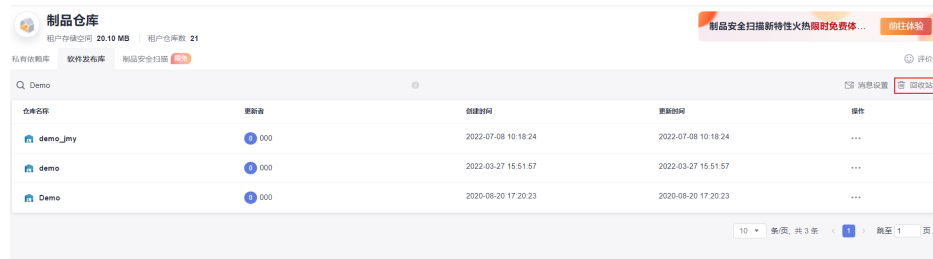 制品仓库
租户存储空间 20.10 MB 租户仓库数 21
制品安全扫描新特性火热限时免费体... 前往体验
私有依赖库 软件发布库 制品安全扫描 限免 评价
Demo 消息设置 回收站
仓库名称 更新者 创建时间 更新时间 操作
demo_jmy 0 000 2022-07-08 10:18:24 2022-07-08 10:18:24 ...
demo 0 000 2022-03-27 15:51:57 2022-03-27 15:51:57 ...
Demo 0 000 2020-08-20 17:20:23 2020-08-20 17:20:23 ...
10 条/页, 共 3 条 < 1 > 跳至 1 页